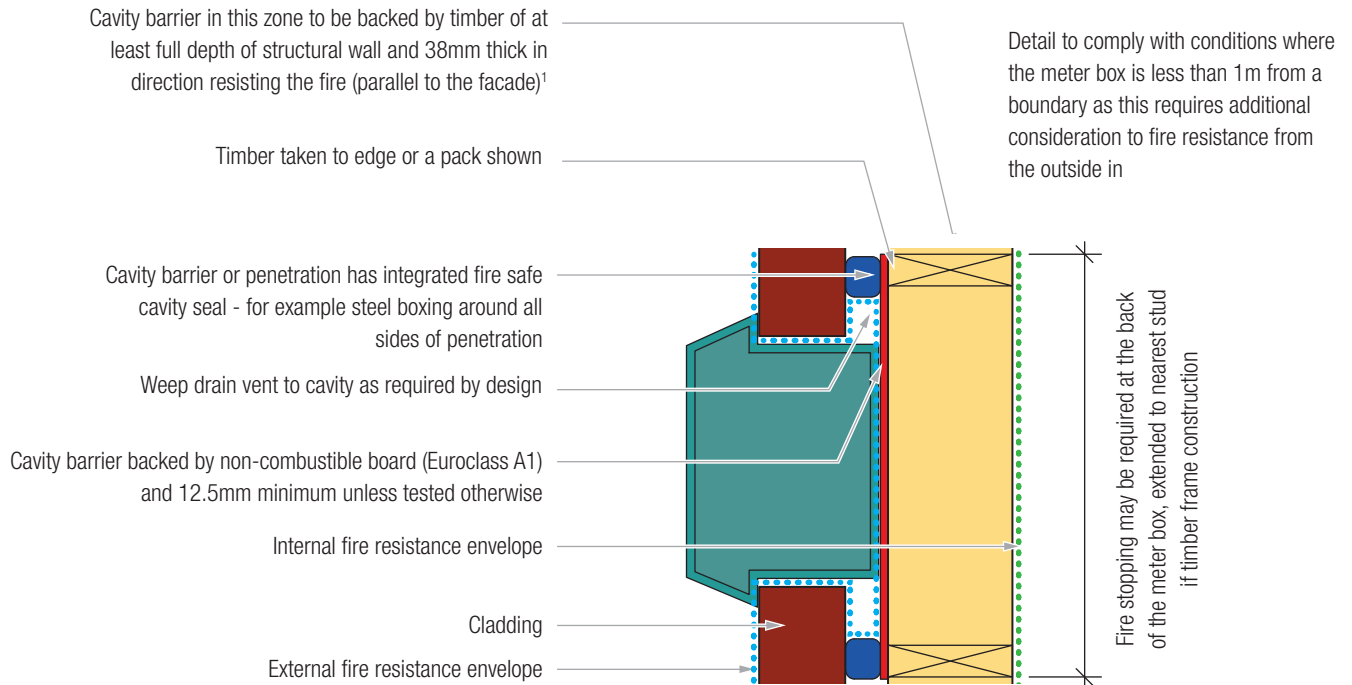 Cavity barrier in this zone to be backed by timber of at
least full depth of structural wall and 38mm thick in
direction resisting the fire (parallel to the facade)¹
Timber taken to edge or a pack shown
Cavity barrier or penetration has integrated fire safe
cavity seal - for example steel boxing around all
sides of penetration
Weep drain vent to cavity as required by design
Cavity barrier backed by non-combustible board (Euroclass A1)
and 12.5mm minimum unless tested otherwise
Internal fire resistance envelope
Cladding
External fire resistance envelope
Detail to comply with conditions where
the meter box is less than 1m from a
boundary as this requires additional
consideration to fire resistance from
the outside in
Fire stopping may be required at the back
of the meter box, extended to nearest stud
if timber frame construction